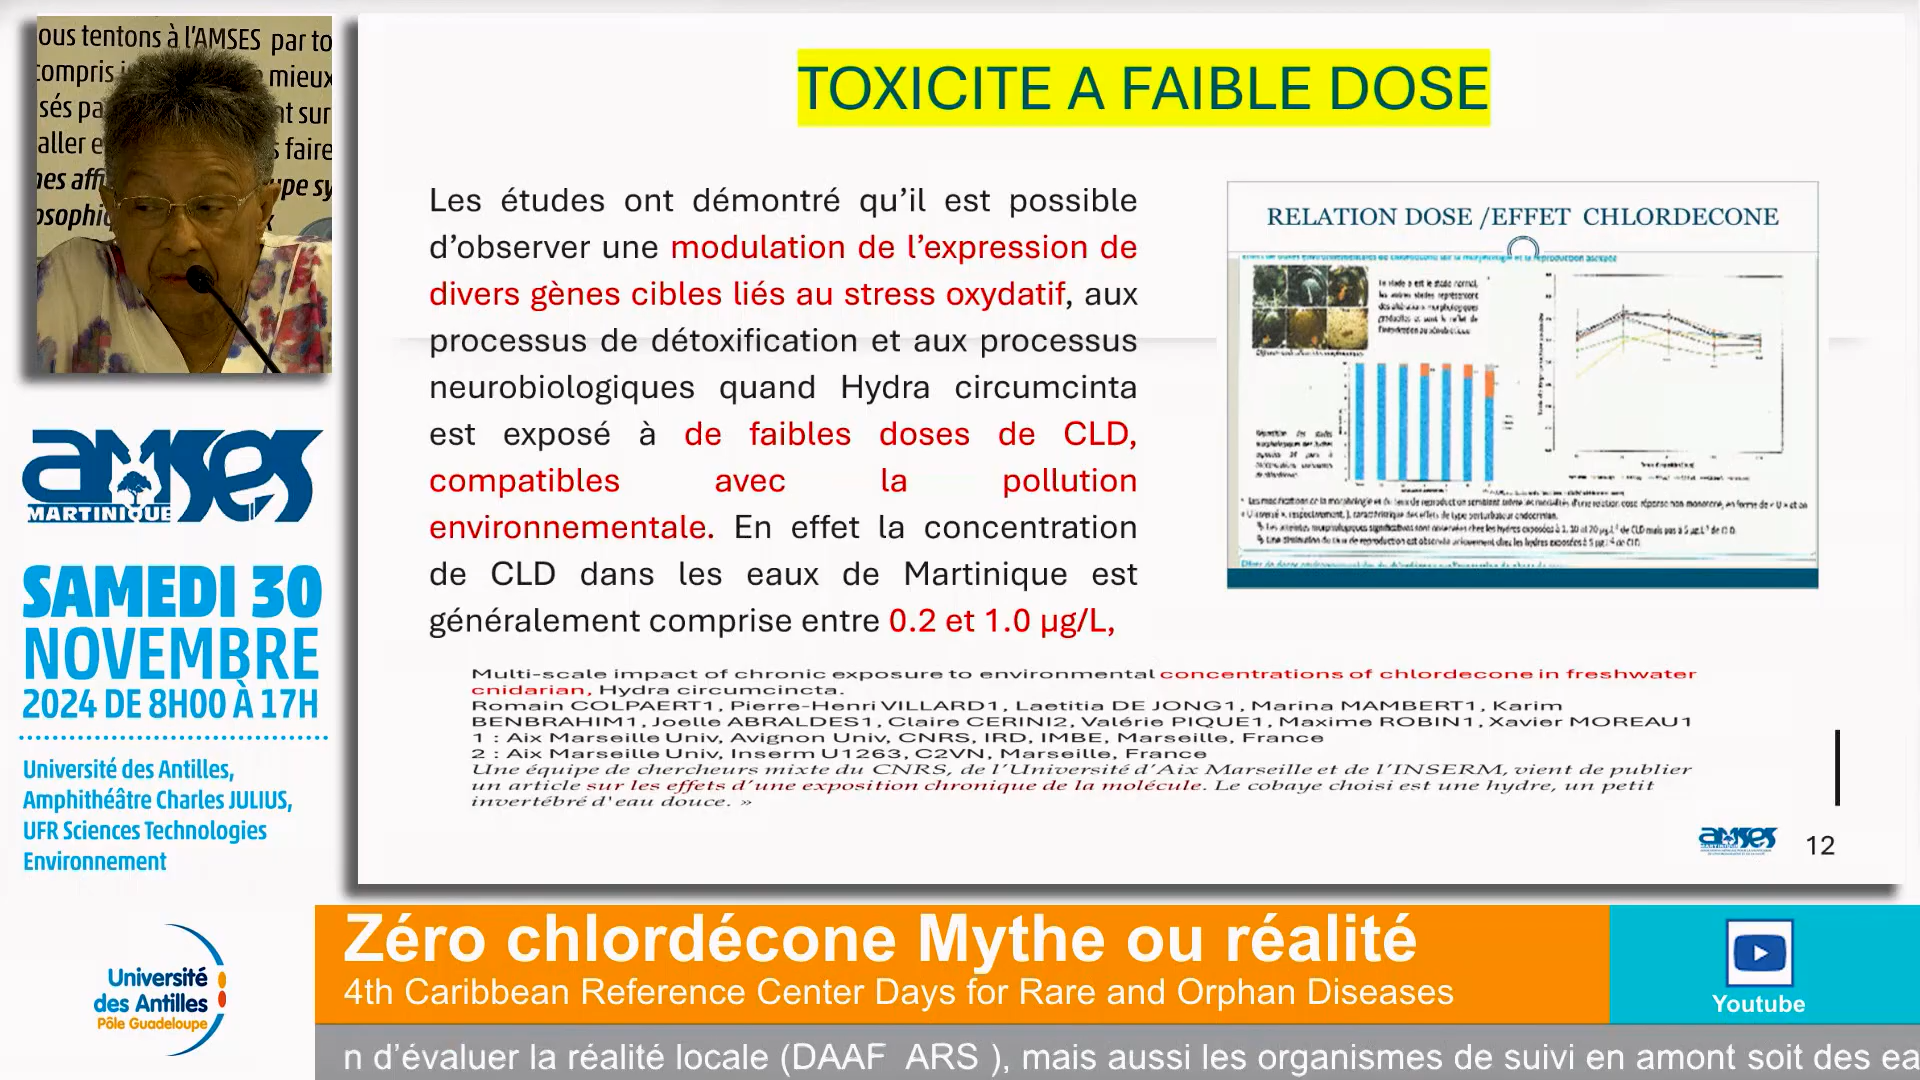 ous tentons à l'AMSES par to
compris
mieux
sés pa
nt sur
aller e
s faire
nes aff
upe sy
osophi
AMSES
MARTINIQUE
SAMEDI 30
NOVEMBRE
2024 DE 8H00 À 17H
Université des Antilles,
Amphithéâtre Charles JULIUS,
UFR Sciences Technologies
Environnement
Université
des Antilles
Pôle Guadeloupe
TOXICITE A FAIBLE DOSE
Les études ont démontré qu'il est possible
d'observer une modulation de l'expression de
divers gènes cibles liés au stress oxydatif, aux
processus de détoxification et aux processus
neurobiologiques quand Hydra circumcinta
est exposé à de faibles doses de CLD,
compatibles avec la pollution
environnementale. En effet la concentration
de CLD dans les eaux de Martinique est
généralement comprise entre 0.2 et 1.0 µg/L,
RELATION DOSE /EFFET CHLORDECONE
Multi-scale impact of chronic exposure to environmental concentrations of chlordecone in freshwater
cnidarian, Hydra circumcincta.
Romain COLPAERT1, Pierre-Henri VILLARD1, Laetitia DE JONG1, Marina MAMBERT1, Karim
BENBRAHIM1, Joelle ABRALDES1, Claire CERINI2, Valérie PIQUE1, Maxime ROBIN1, Xavier MOREAU1
1 : Aix Marseille Univ, Avignon Univ, CNRS, IRD, IMBE, Marseille, France
2 : Aix Marseille Univ, Inserm U1263, C2VN, Marseille, France
Une équipe de chercheurs mixte du CNRS, de l'Université d'Aix Marseille et de l'INSERM, vient de publier
un article sur les effets d'une exposition chronique de la molécule. Le cobaye choisi est une hydre, un petit
invertébré d'eau douce. »
AMSES
12
Zéro chlordécone Mythe ou réalité
4th Caribbean Reference Center Days for Rare and Orphan Diseases
Youtube
n d'évaluer la réalité locale (DAAF ARS ), mais aussi les organismes de suivi en amont soit des ea